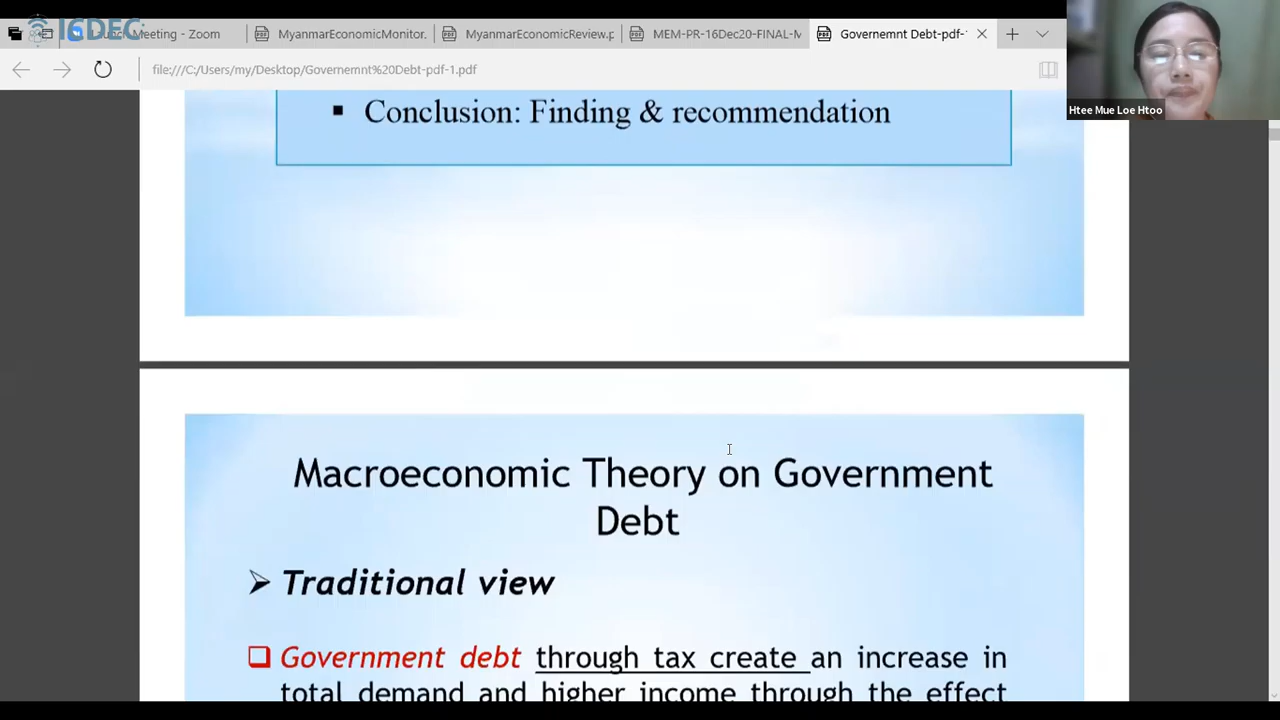 16DEC
Meeting - Zoom
MyanmarEconomicMonitor.
MyanmarEconomicReview.p
MEM-PR-16Dec20-FINAL-M
Governemnt Debt-pdf-
file:///C:/Users/my/Desktop/Governemnt%20Debt-pdf-1.pdf
Htee Mue Loe Htoo
▪ Conclusion: Finding & recommendation
Macroeconomic Theory on Government
Debt
➢ Traditional view
❑ Government debt through tax create an increase in
total demand and higher income through the effect